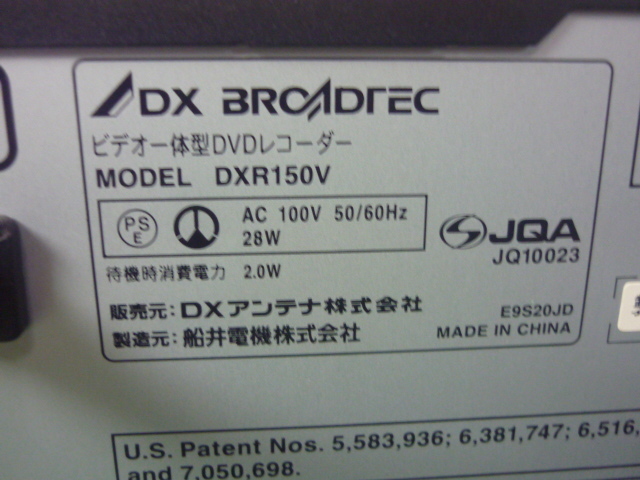 DX BROADTEC
ビデオ一体型DVDレコーダー
MODEL DXR150V
PS
E
AC 100V 50/60Hz
28W
JQA
JQ10023
待機時消費電力 2.0W
販売元: DXアンテナ株式会社
製造元: 船井電機株式会社
E9S20JD
MADE IN CHINA
U.S. Patent Nos. 5,583,936; 6,381,747; 6,516,
and 7,050,698.